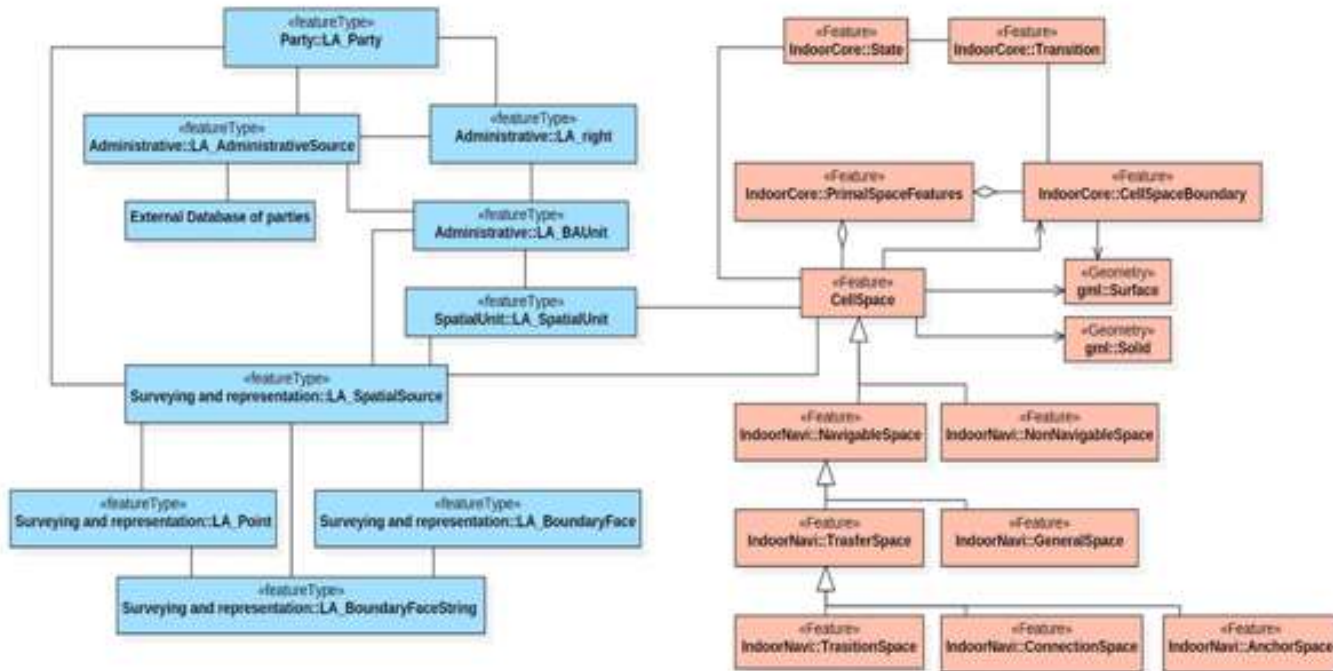 «featureType»
Party::LA_Party
«featureType»
Administrative::LA_AdministrativeSource
«featureType»
Administrative::LA_right
External Database of parties
«featureType»
Administrative::LA_BAUnit
«featureType»
SpatialUnit::LA_SpatialUnit
«featureType»
Surveying and representation::LA_SpatialSource
«featureType»
Surveying and representation::LA_Point
«featureType»
Surveying and representation::LA_BoundaryFace
«featureType»
Surveying and representation::LA_BoundaryFaceString
«Feature»
IndoorCore::State
«Feature»
IndoorCore::Transition
«Feature»
IndoorCore::PrimalSpaceFeatures
«Feature»
IndoorCore::CellSpaceBoundary
«Feature»
CellSpace
«Geometry»
gml::Surface
«Geometry»
gml::Solid
«Feature»
IndoorNavi::NavigableSpace
«Feature»
IndoorNavi::NonNavigableSpace
«Feature»
IndoorNavi::TrasferSpace
«Feature»
IndoorNavi::GeneralSpace
«Feature»
IndoorNavi::TrasitionSpace
«Feature»
IndoorNavi::ConnectionSpace
«Feature»
IndoorNavi::AnchorSpace